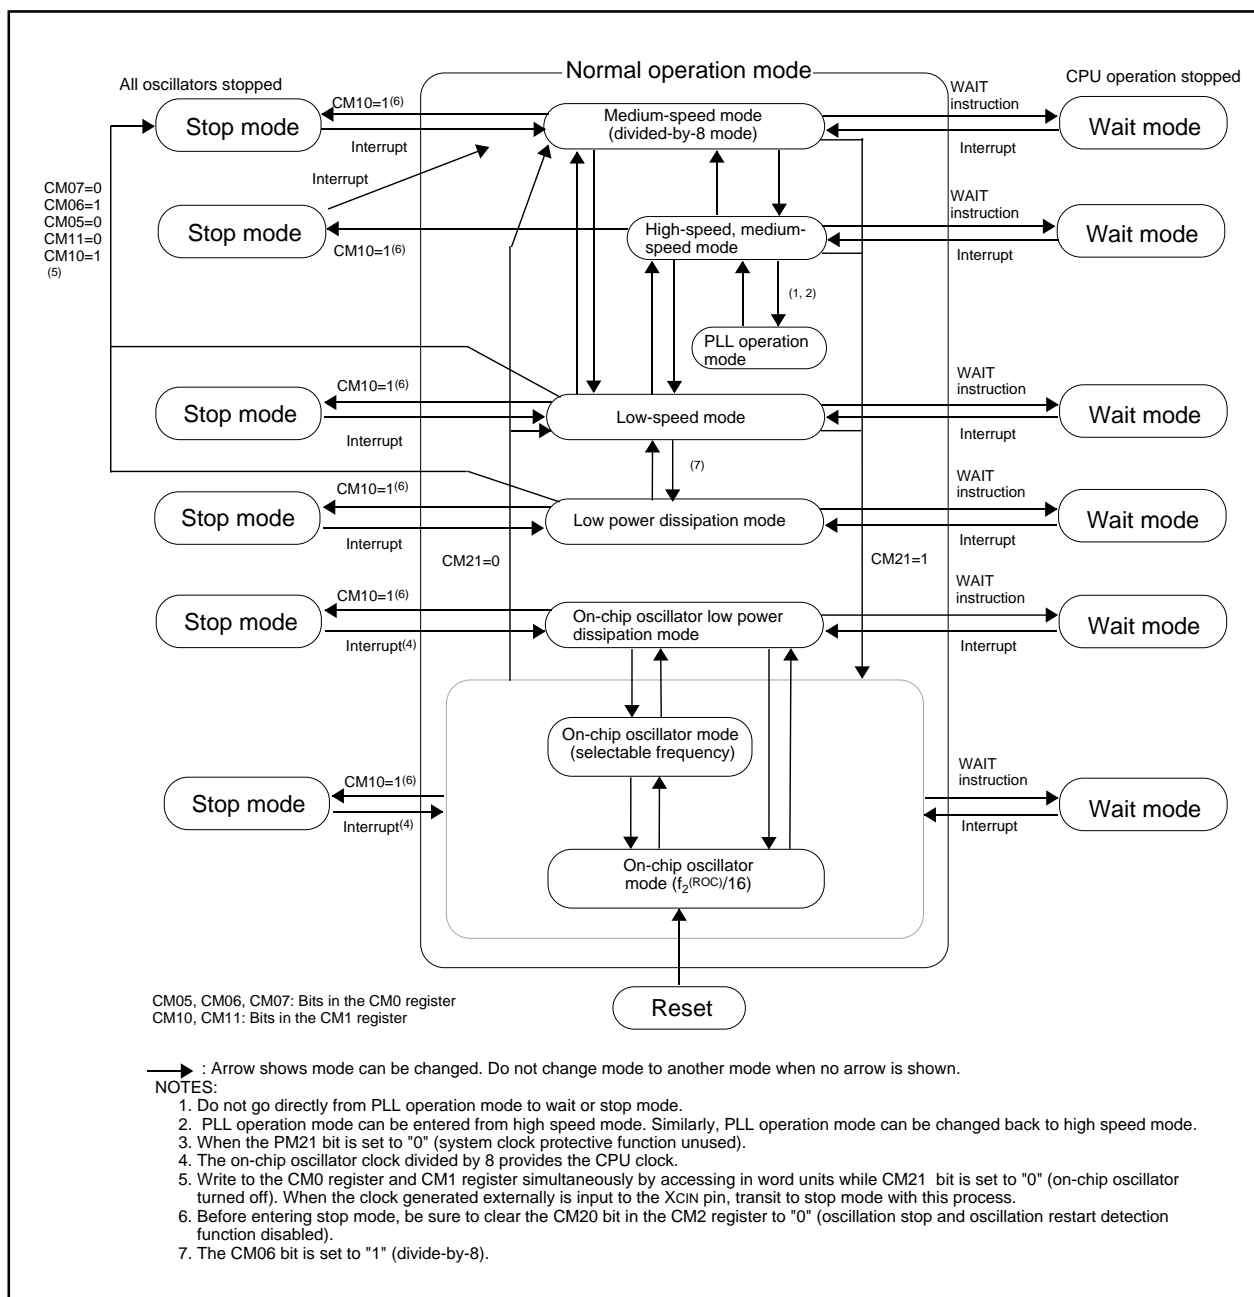 Normal operation mode
All oscillators stopped
CPU operation stopped
Stop mode
CM10=1(6)
Interrupt
Medium-speed mode
(divided-by-8 mode)
WAIT
instruction
Interrupt
Wait mode
CM07=0
CM06=1
CM05=0
CM11=0
CM10=1
(5)
Interrupt
Stop mode
CM10=1(6)
High-speed, medium-
speed mode
WAIT
instruction
Interrupt
Wait mode
(1, 2)
PLL operation
mode
Stop mode
CM10=1(6)
Interrupt
Low-speed mode
WAIT
instruction
Interrupt
Wait mode
(7)
Stop mode
CM10=1(6)
Interrupt
Low power dissipation mode
WAIT
instruction
Interrupt
Wait mode
CM21=0
CM21=1
Stop mode
CM10=1(6)
Interrupt(4)
On-chip oscillator low power
dissipation mode
WAIT
instruction
Interrupt
Wait mode
On-chip oscillator mode
(selectable frequency)
Stop mode
CM10=1(6)
Interrupt(4)
WAIT
instruction
Interrupt
Wait mode
On-chip oscillator
mode (f2(ROC)/16)
Reset
CM05, CM06, CM07: Bits in the CM0 register
CM10, CM11: Bits in the CM1 register
: Arrow shows mode can be changed. Do not change mode to another mode when no arrow is shown.
NOTES:
1. Do not go directly from PLL operation mode to wait or stop mode.
2. PLL operation mode can be entered from high speed mode. Similarly, PLL operation mode can be changed back to high speed mode.
3. When the PM21 bit is set to "0" (system clock protective function unused).
4. The on-chip oscillator clock divided by 8 provides the CPU clock.
5. Write to the CM0 register and CM1 register simultaneously by accessing in word units while CM21 bit is set to "0" (on-chip oscillator
turned off). When the clock generated externally is input to the XCIN pin, transit to stop mode with this process.
6. Before entering stop mode, be sure to clear the CM20 bit in the CM2 register to "0" (oscillation stop and oscillation restart detection
function disabled).
7. The CM06 bit is set to "1" (divide-by-8).